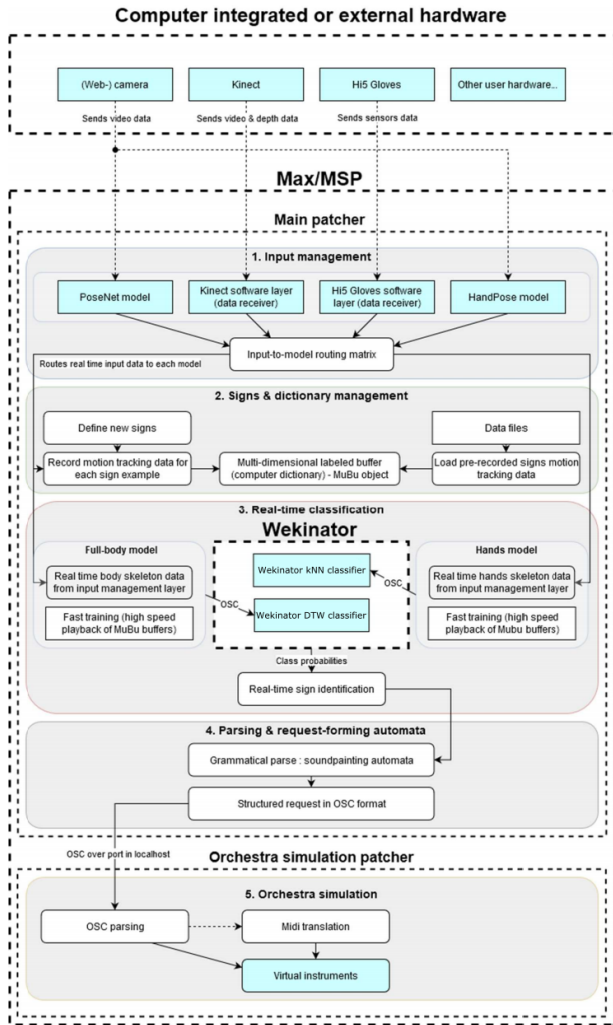 Computer integrated or external hardware
(Web-) camera
Kinect
Hi5 Gloves
Other user hardware...
Sends video data
Sends video & depth data
Sends sensors data
Max/MSP
Main patcher
1. Input management
PoseNet model
Kinect software layer
(data receiver)
Hi5 Gloves software
layer (data receiver)
HandPose model
Input-to-model routing matrix
Routes real time input data to each model
2. Signs & dictionary management
Define new signs
Data files
Record motion tracking data for
each sign example
Multi-dimensional labeled buffer
(computer dictionary) - MuBu object
Load pre-recorded signs motion
tracking data
3. Real-time classification
Wekinator
Full-body model
Hands model
Wekinator kNN classifier
Real time body skeleton data
from input management layer
Real time hands skeleton data
from input management layer
OSC
OSC
Wekinator DTW classifier
Fast training (high speed
playback of MuBu buffers)
Fast training (high speed
playback of Mubu buffers)
Class probabilities
Real-time sign identification
4. Parsing & request-forming automata
Grammatical parse : soundpainting automata
Structured request in OSC format
OSC over port in localhost
Orchestra simulation patcher
5. Orchestra simulation
OSC parsing
Midi translation
Virtual instruments